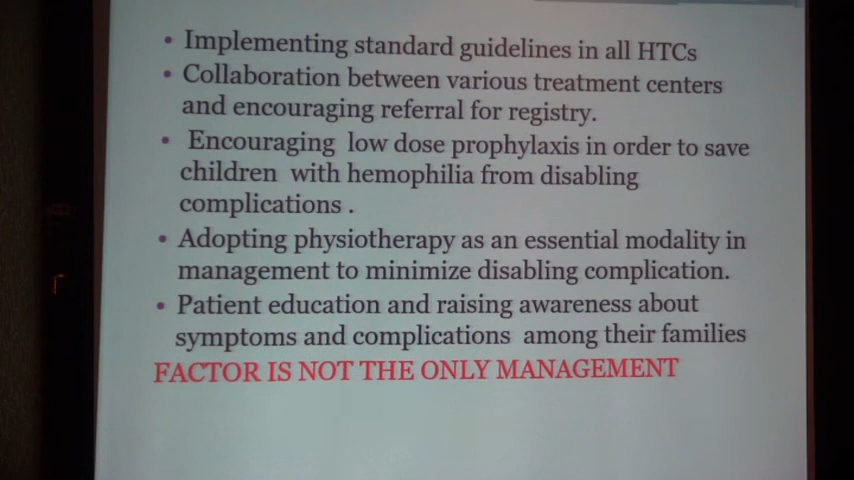 • Implementing standard guidelines in all HTCs
• Collaboration between various treatment centers
and encouraging referral for registry.
• Encouraging low dose prophylaxis in order to save
children with hemophilia from disabling
complications .
• Adopting physiotherapy as an essential modality in
management to minimize disabling complication.
• Patient education and raising awareness about
symptoms and complications among their families
FACTOR IS NOT THE ONLY MANAGEMENT